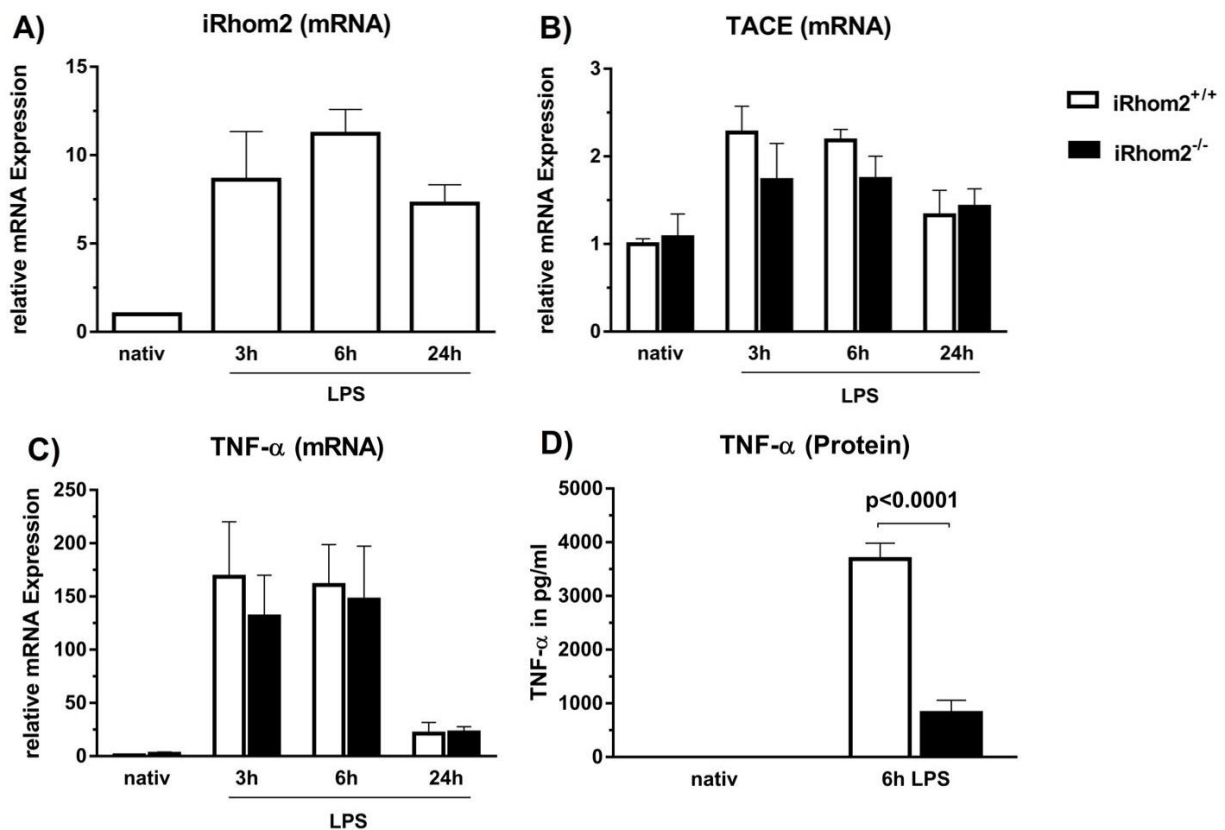 A)
iRhom2 (mRNA)
relative mRNA Expression
15
10
5
0
nativ 3h 6h 24h
LPS
B)
TACE (mRNA)
relative mRNA Expression
3
2
1
0
nativ 3h 6h 24h
LPS
iRhom2+/+
iRhom2-/-
C)
TNF-α (mRNA)
relative mRNA Expression
250
200
150
100
50
0
nativ 3h 6h 24h
LPS
D)
TNF-α (Protein)
TNF-α in pg/ml
5000
4000
3000
2000
1000
0
p<0.0001
nativ 6h LPS